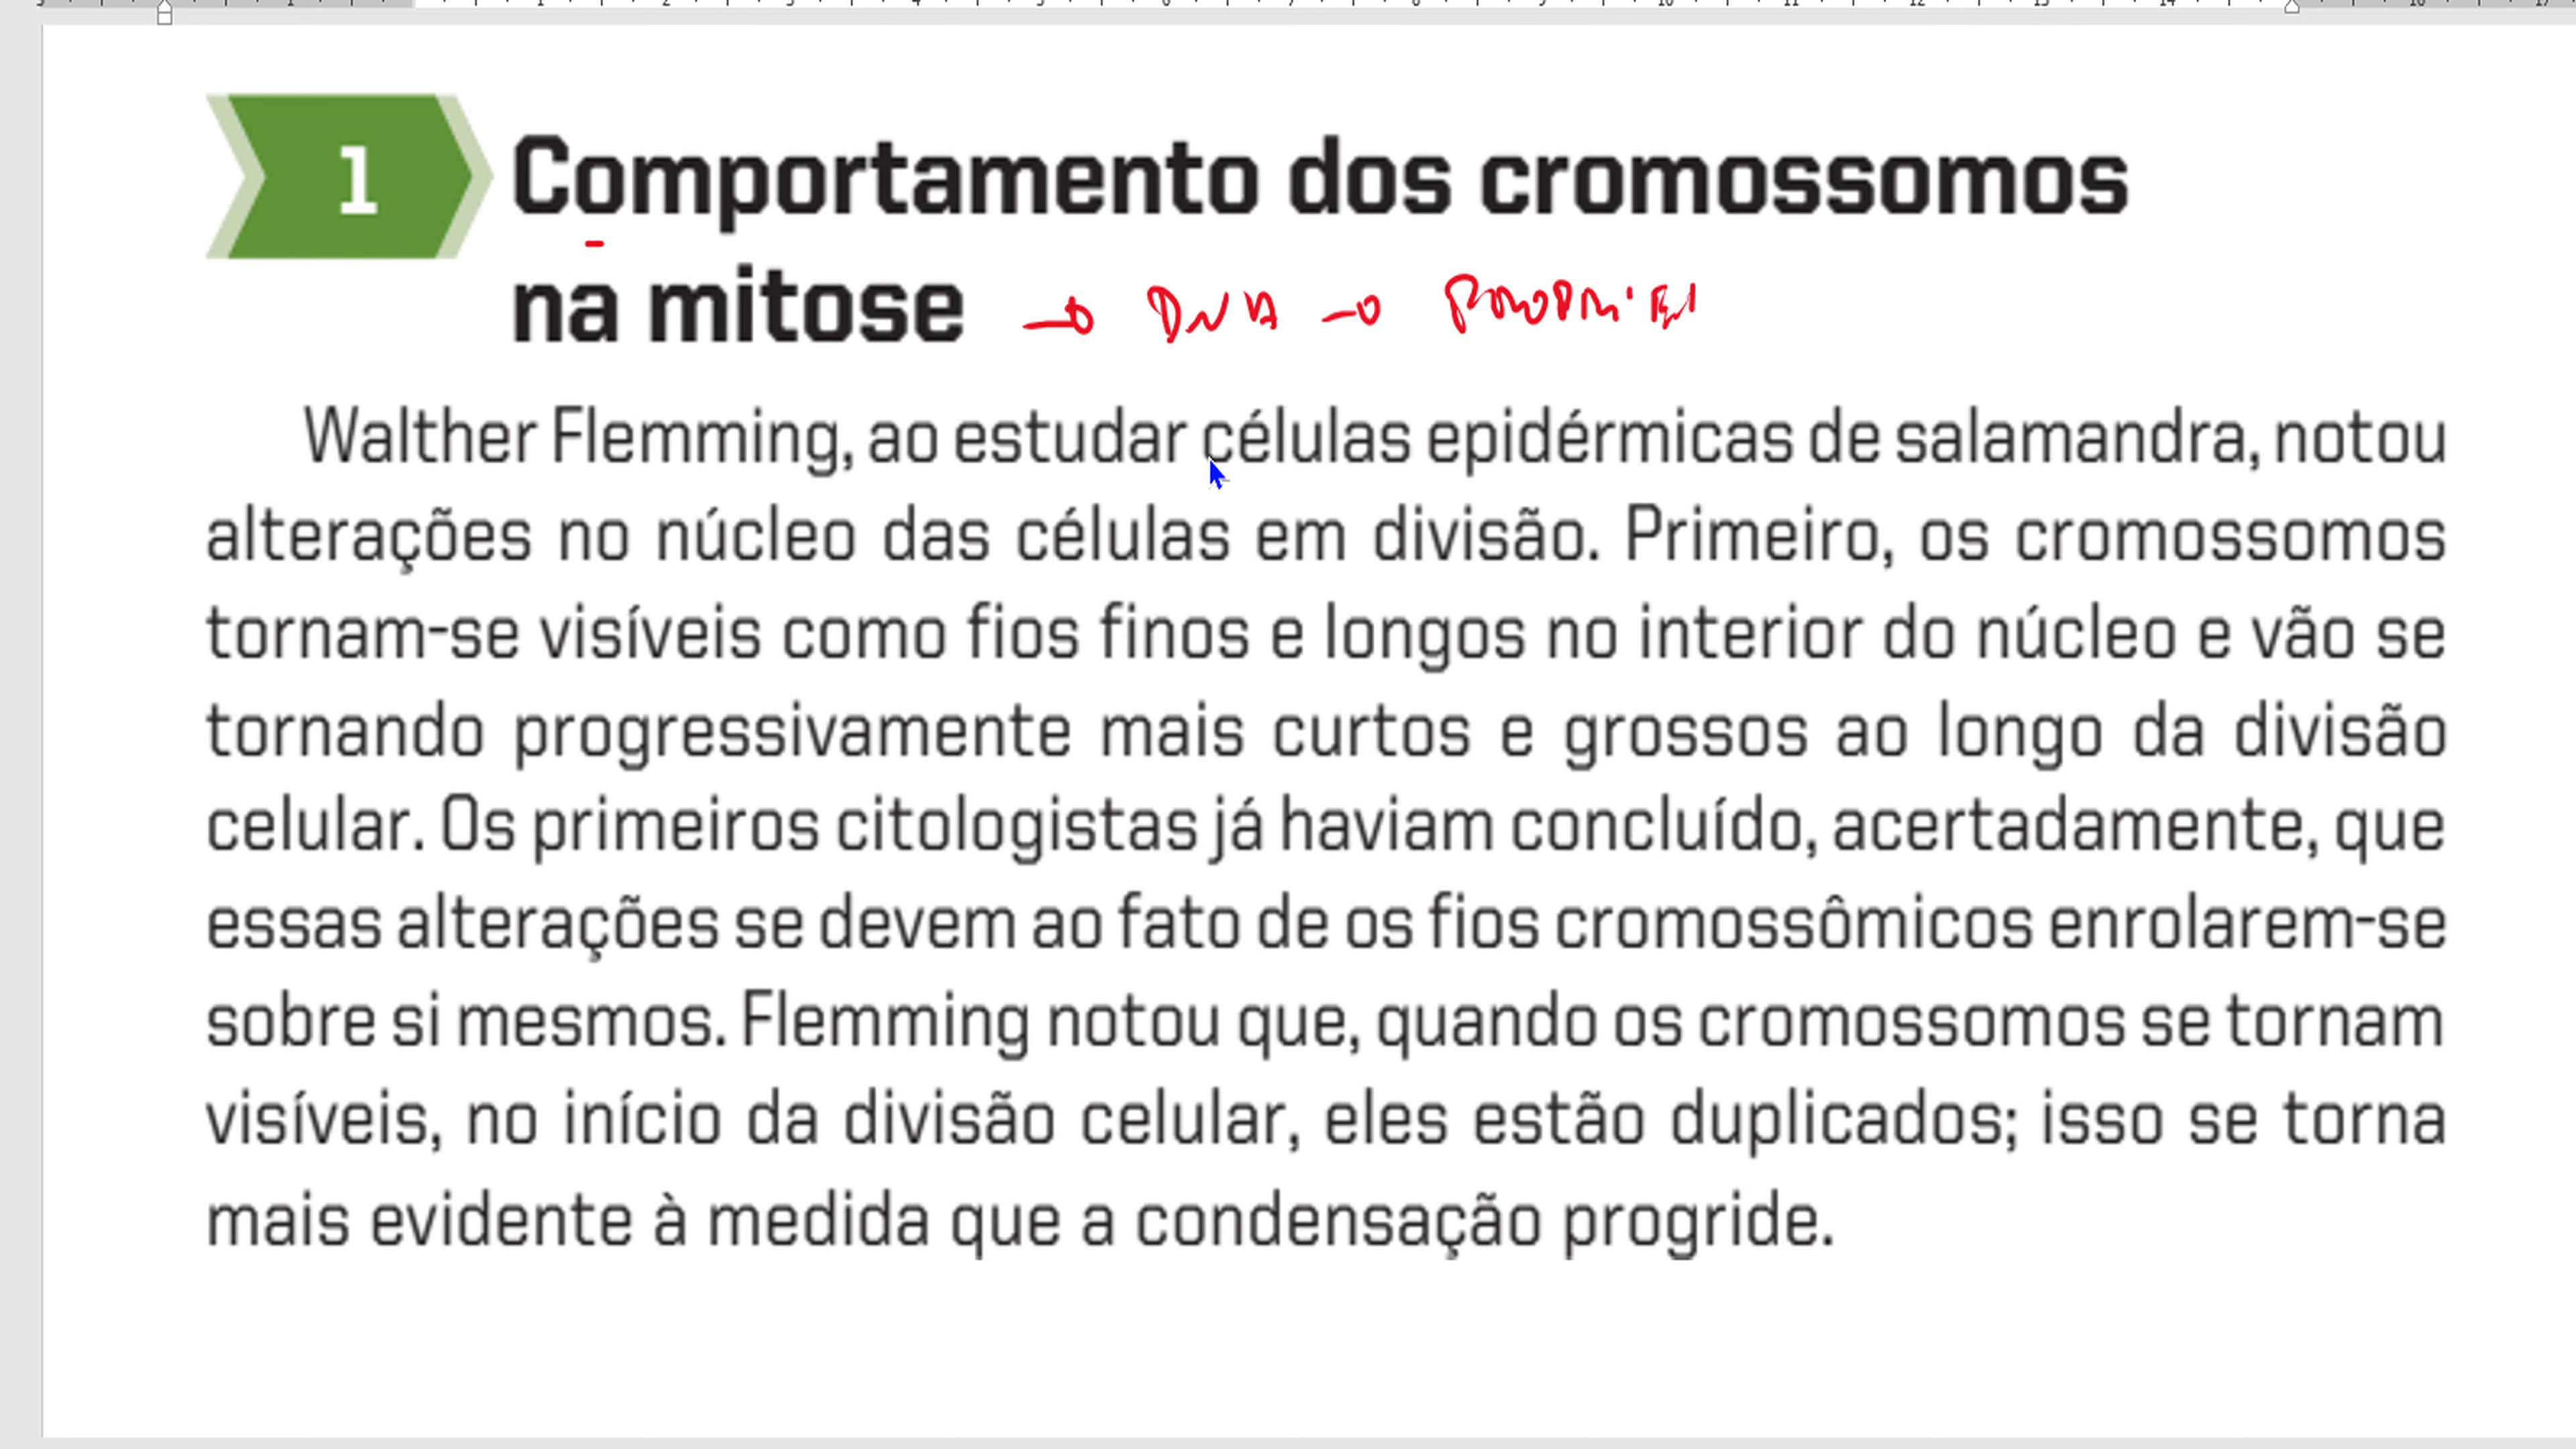 1
Comportamento dos cromossomos
na mitose → DNA →
Walther Flemming, ao estudar células epidérmicas de salamandra, notou
alterações no núcleo das células em divisão. Primeiro, os cromossomos
tornam-se visíveis como fios finos e longos no interior do núcleo e vão se
tornando progressivamente mais curtos e grossos ao longo da divisão
celular. Os primeiros citologistas já haviam concluído, acertadamente, que
essas alterações se devem ao fato de os fios cromossômicos enrolarem-se
sobre si mesmos. Flemming notou que, quando os cromossomos se tornam
visíveis, no início da divisão celular, eles estão duplicados; isso se torna
mais evidente à medida que a condensação progride.